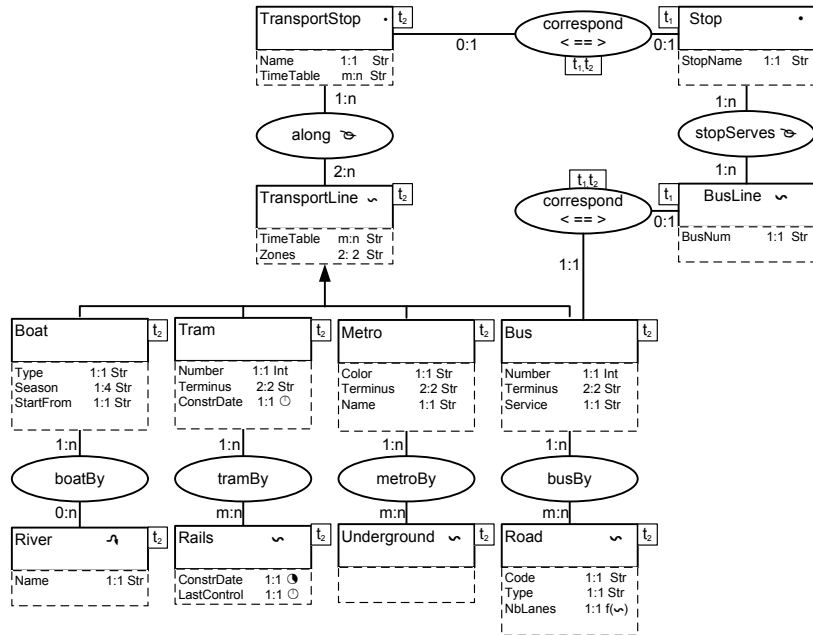 TransportStop t₂
Name 1:1 Str
TimeTable m:n Str
0:1
correspond
< == >
t₁,t₂
0:1
t₁ Stop
StopName 1:1 Str
1:n
along
2:n
1:n
stopServes
1:n
TransportLine t₂
TimeTable m:n Str
Zones 2: 2 Str
t₁,t₂
correspond
< == >
1:1
0:1
t₁ BusLine
BusNum 1:1 Str
Boat t₂
Type 1:1 Str
Season 1:4 Str
StartFrom 1:1 Str
Tram t₂
Number 1:1 Int
Terminus 2:2 Str
ConstrDate 1:1
Metro t₂
Color 1:1 Str
Terminus 2:2 Str
Name 1:1 Str
Bus t₂
Number 1:1 Int
Terminus 2:2 Str
Service 1:1 Str
1:n
boatBy
0:n
1:n
tramBy
m:n
1:n
metroBy
m:n
1:n
busBy
m:n
River t₂
Name 1:1 Str
Rails t₂
ConstrDate 1:1
LastControl 1:1
Underground t₂
Road t₂
Code 1:1 Str
Type 1:1 Str
NbLanes 1:1 f(~)